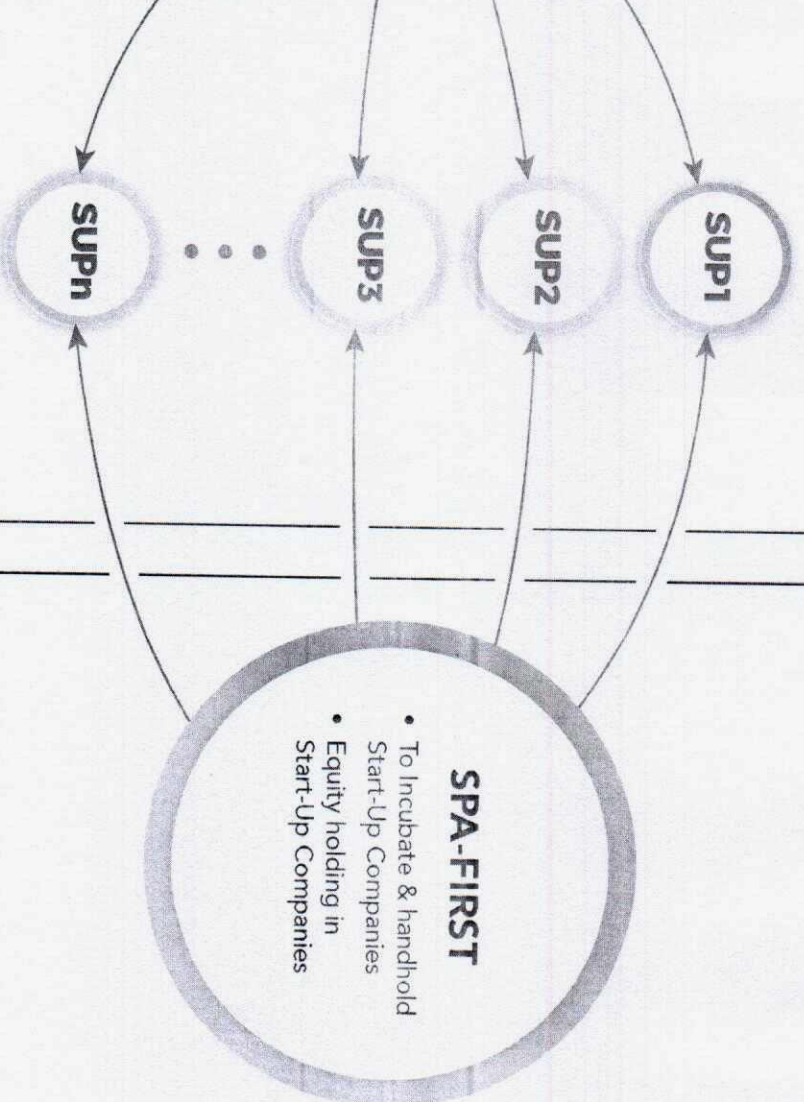 SUP1
SUP2
SUP3
SUPn
SPA-FIRST
• To Incubate & handhold
Start-Up Companies
• Equity holding in
Start-Up Companies